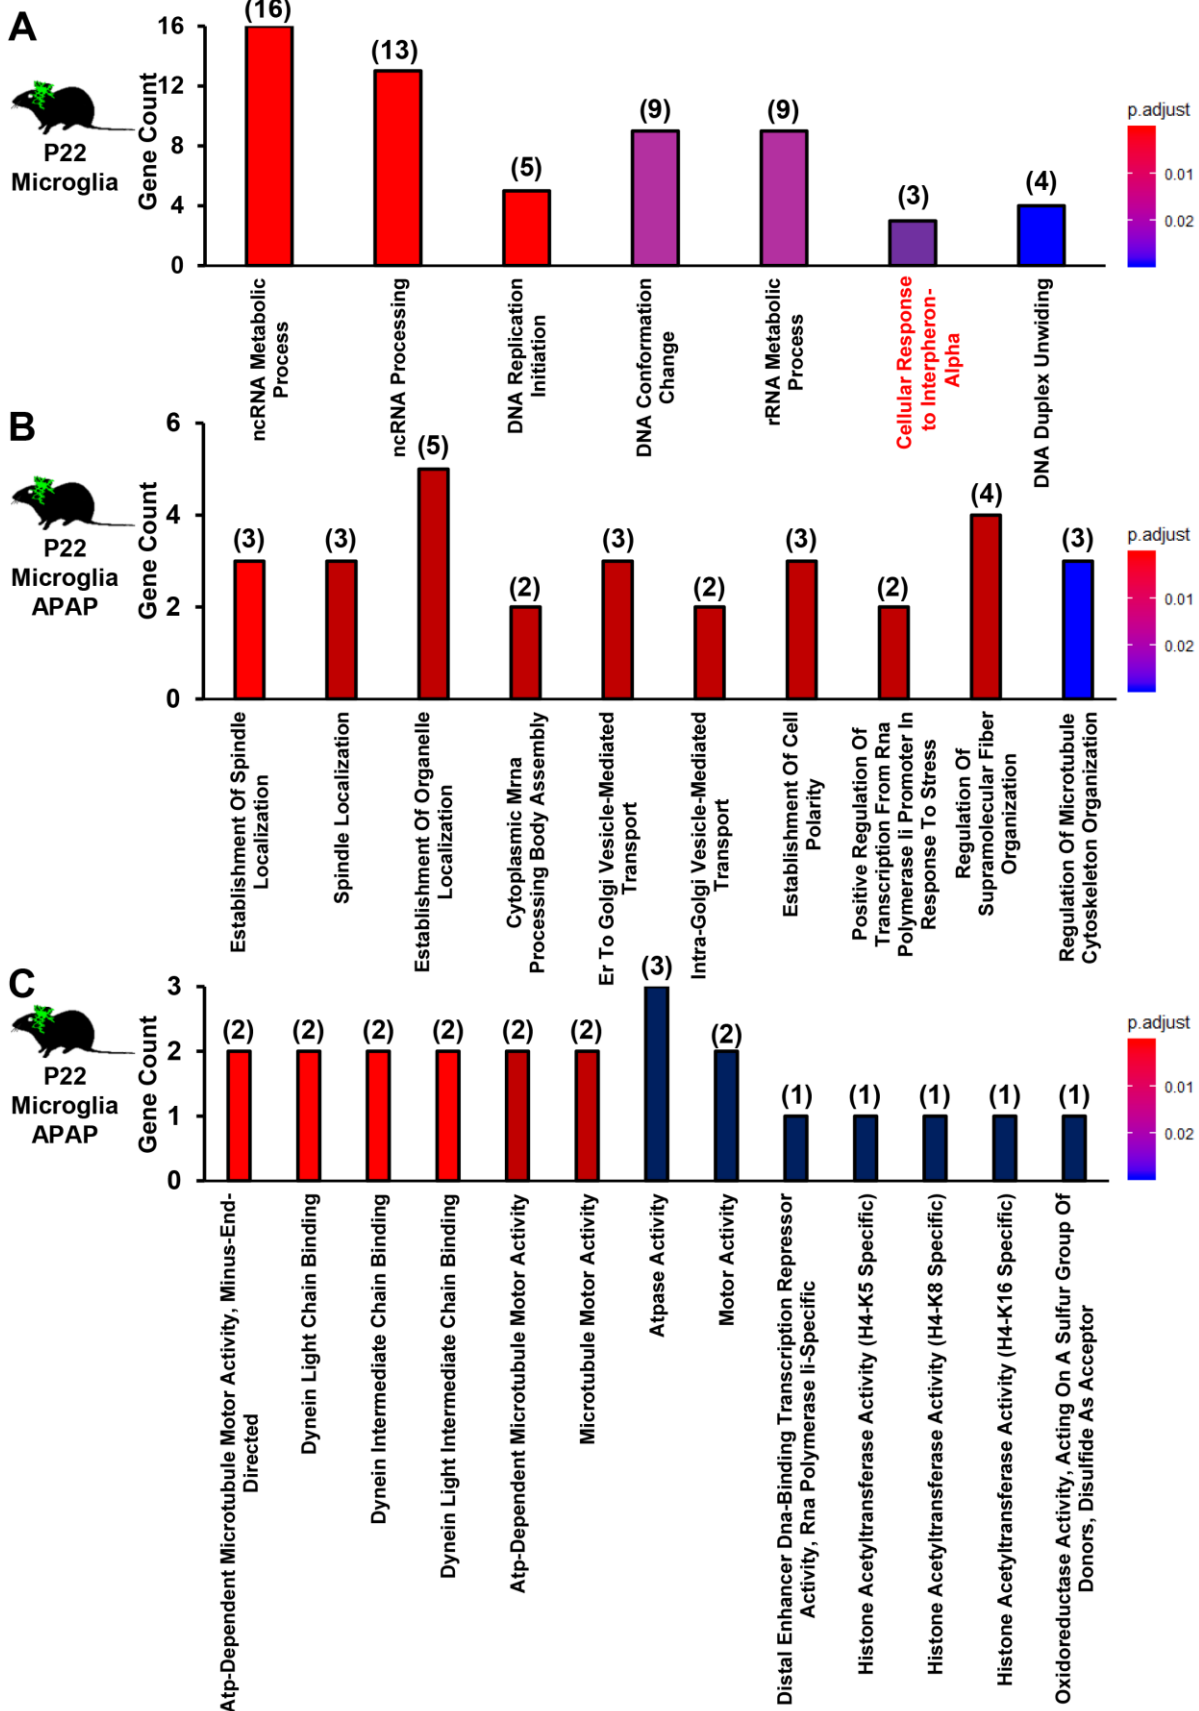 A
P22
Microglia
Gene Count
16
12
8
4
0
(16)
(13)
(5)
(9)
(9)
(3)
(4)
ncRNA Metabolic
Process
ncRNA Processing
DNA Replication
Initiation
DNA Conformation
Change
rRNA Metabolic
Process
Cellular Response
to Interpheron-
Alpha
DNA Duplex Unwiding
p.adjust
0.01
0.02
B
P22
Microglia
APAP
Gene Count
6
4
2
0
(3)
(3)
(5)
(2)
(3)
(2)
(3)
(2)
(4)
(3)
Establishment Of Spindle
Localization
Spindle Localization
Establishment Of Organelle
Localization
Cytoplasmic Mrna
Processing Body Assembly
Er To Golgi Vesicle-Mediated
Transport
Intra-Golgi Vesicle-Mediated
Transport
Establishment Of Cell
Polarity
Positive Regulation Of
Transcription From Rna
Polymerase Ii Promoter In
Response To Stress
Regulation Of
Supramolecular Fiber
Organization
Regulation Of Microtubule
Cytoskeleton Organization
p.adjust
0.01
0.02
C
P22
Microglia
APAP
Gene Count
3
2
1
0
(2)
(2)
(2)
(2)
(2)
(2)
(3)
(2)
(1)
(1)
(1)
(1)
(1)
Atp-Dependent Microtubule Motor Activity, Minus-End-
Directed
Dynein Light Chain Binding
Dynein Intermediate Chain Binding
Dynein Light Intermediate Chain Binding
Atp-Dependent Microtubule Motor Activity
Microtubule Motor Activity
Atpase Activity
Motor Activity
Distal Enhancer Dna-Binding Transcription Repressor
Activity, Rna Polymerase Ii-Specific
Histone Acetyltransferase Activity (H4-K5 Specific)
Histone Acetyltransferase Activity (H4-K8 Specific)
Histone Acetyltransferase Activity (H4-K16 Specific)
Oxidoreductase Activity, Acting On A Sulfur Group Of
Donors, Disulfide As Acceptor
p.adjust
0.01
0.02